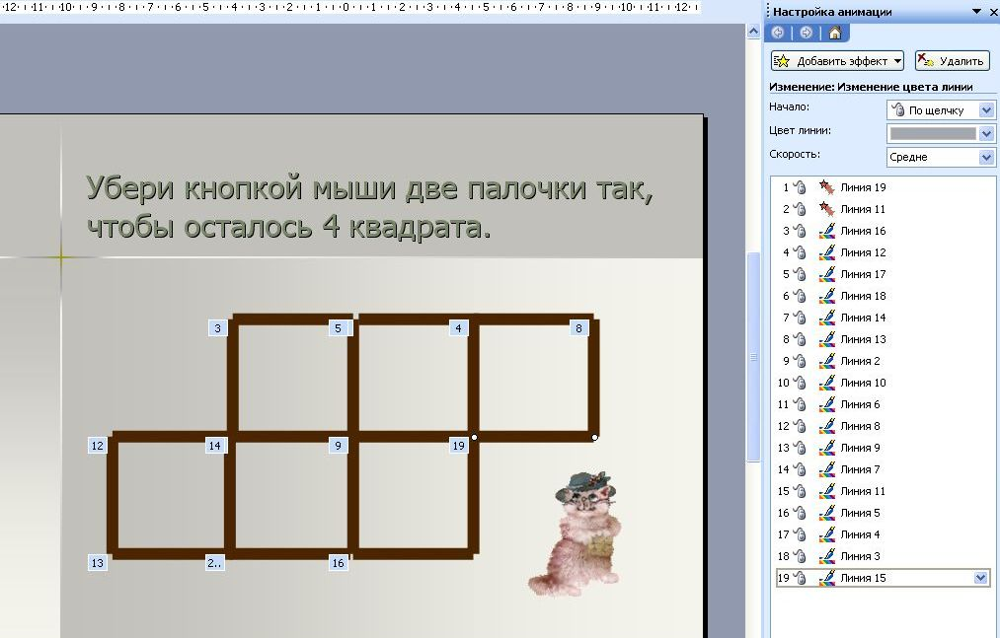 12 · 11 · 10 · 9 · 8 · 7 · 6 · 5 · 4 · 3 · 2 · 1 · 0 · 1 · 2 · 3 · 4 · 5 · 6 · 7 · 8 · 9 · 10 · 11 · 12
Настройка анимации
Добавить эффект
Удалить
Изменение: Изменение цвета линии
Начало: По щелчку
Цвет линии:
Скорость: Средне
1 Линия 19
2 Линия 11
3 Линия 16
4 Линия 12
5 Линия 17
6 Линия 18
7 Линия 14
8 Линия 13
9 Линия 2
10 Линия 10
11 Линия 6
12 Линия 8
13 Линия 9
14 Линия 7
15 Линия 11
16 Линия 5
17 Линия 4
18 Линия 3
19 Линия 15
Убери кнопкой мыши две палочки так,
чтобы осталось 4 квадрата.
3 5 4 8
12 14 9 19
13 2.. 16